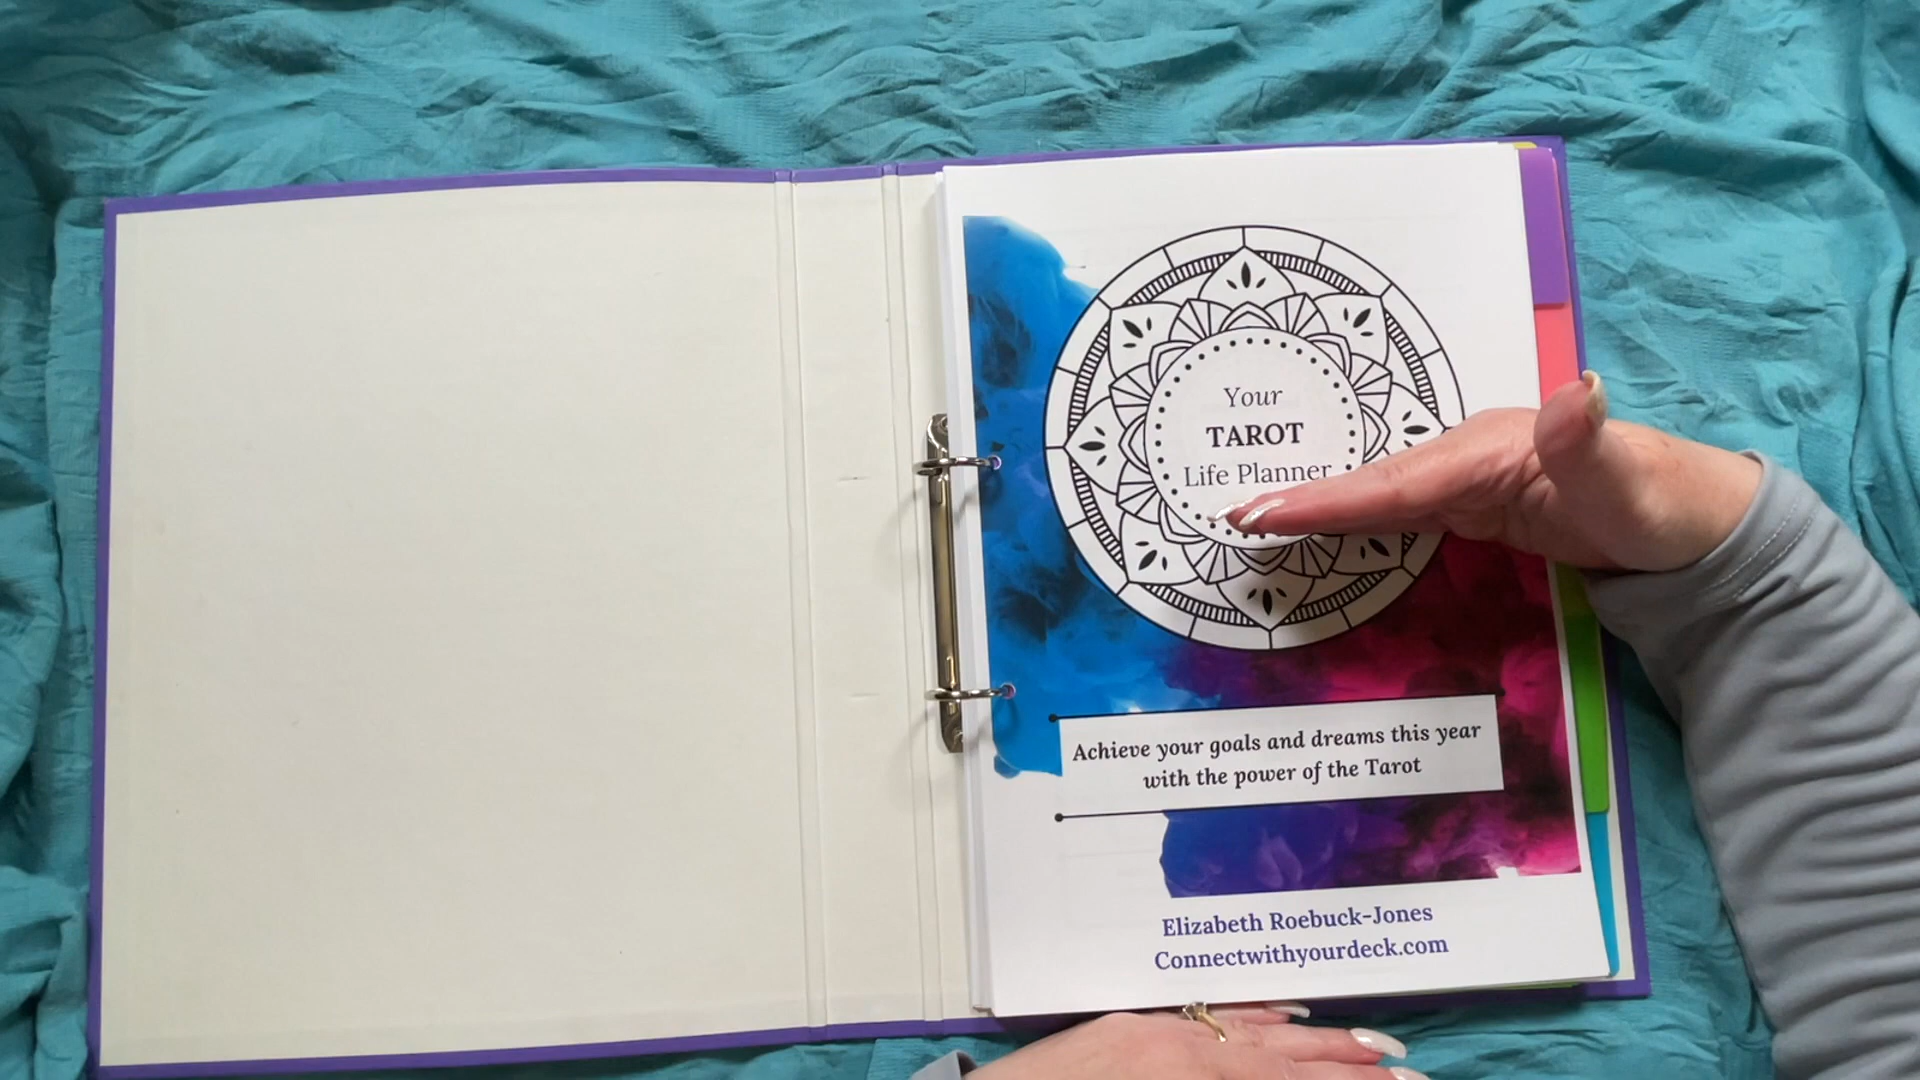 Your
TAROT
Life Planner
Achieve your goals and dreams this year
with the power of the Tarot
Elizabeth Roebuck-Jones
Connectwithyourdeck.com